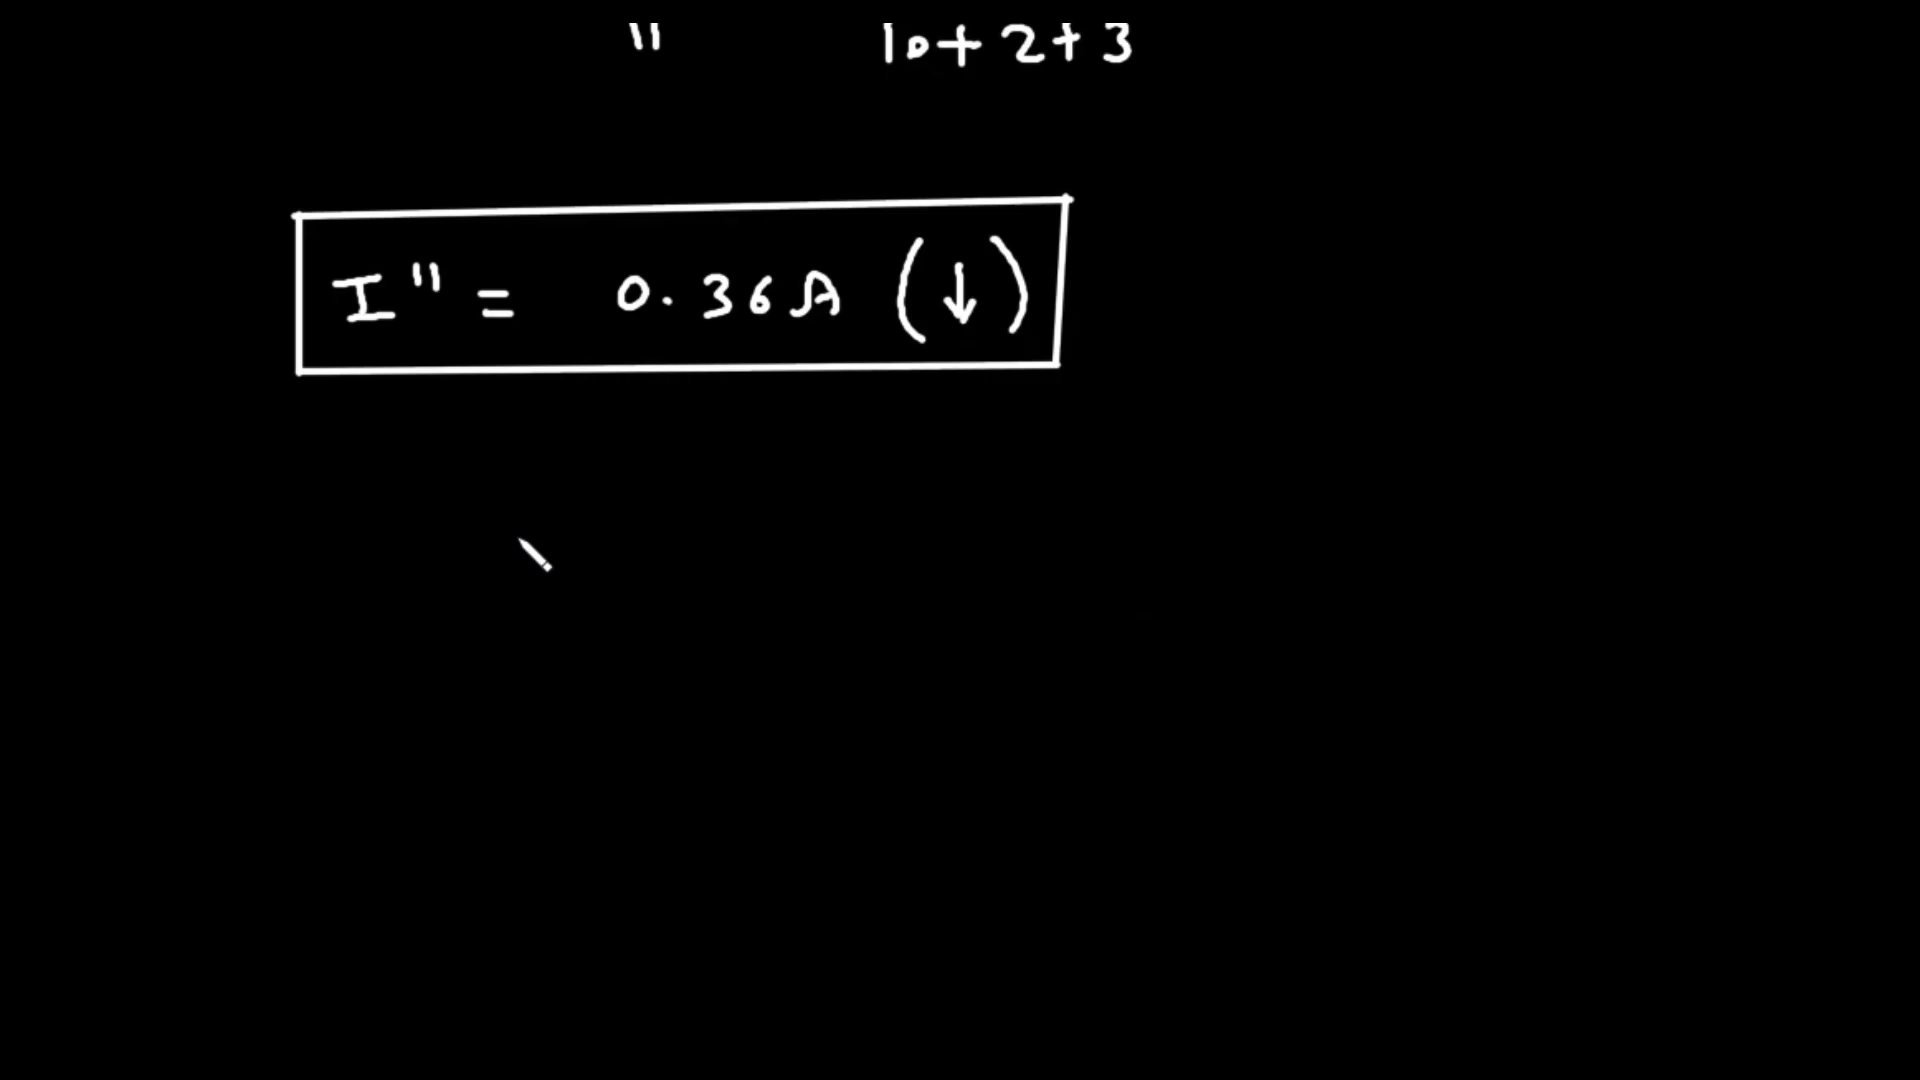 " 10+2+3
I" = 0.36A (↓)